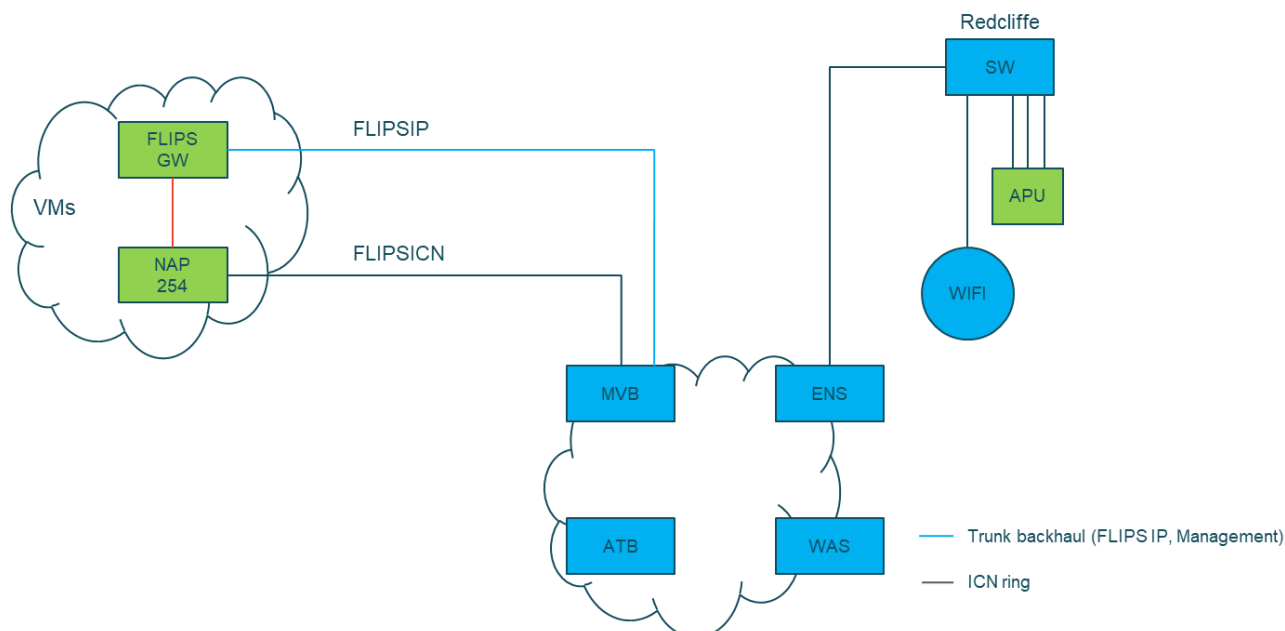 Redcliffe
SW
FLIPSIP
FLIPS
GW
VMs
APU
FLIPSICN
NAP
254
WIFI
MVB
ENS
ATB
WAS
Trunk backhaul (FLIPS IP, Management)
ICN ring